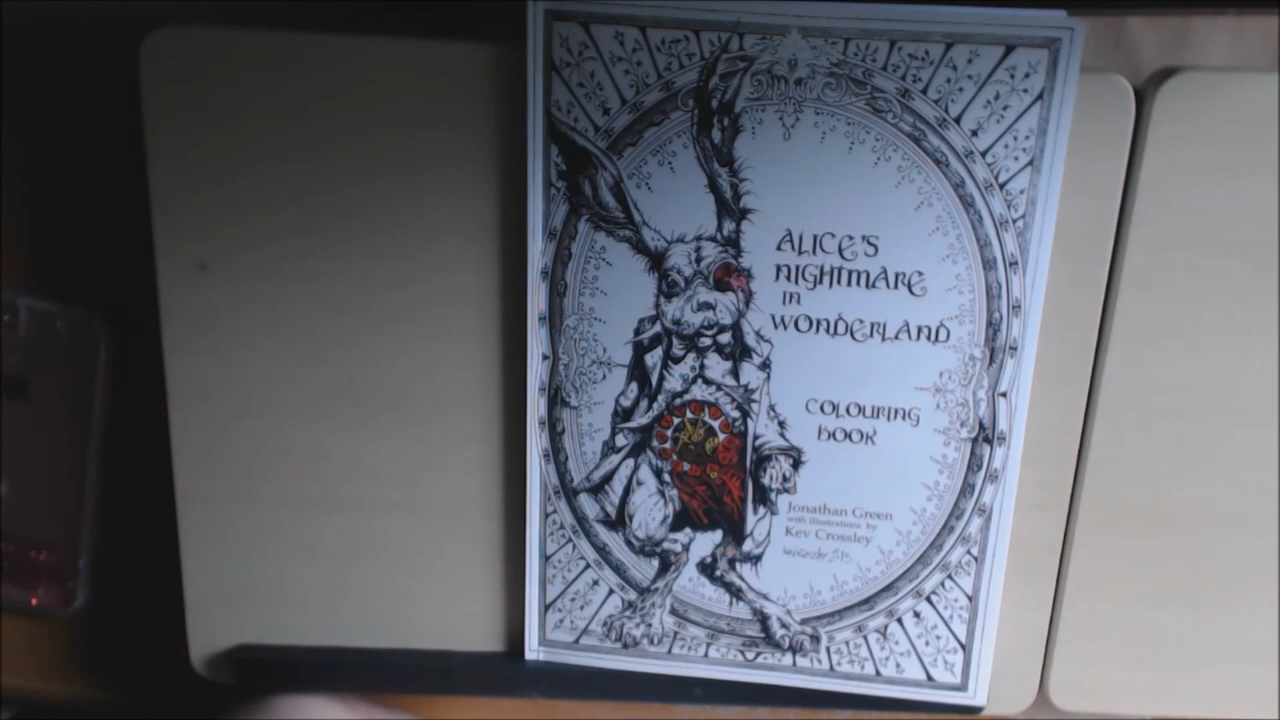 ALICE'S
NIGHTMARE
IN
WONDERLAND
COLOURING
BOOK
Jonathan Green
with illustrations by
Kev Crossley